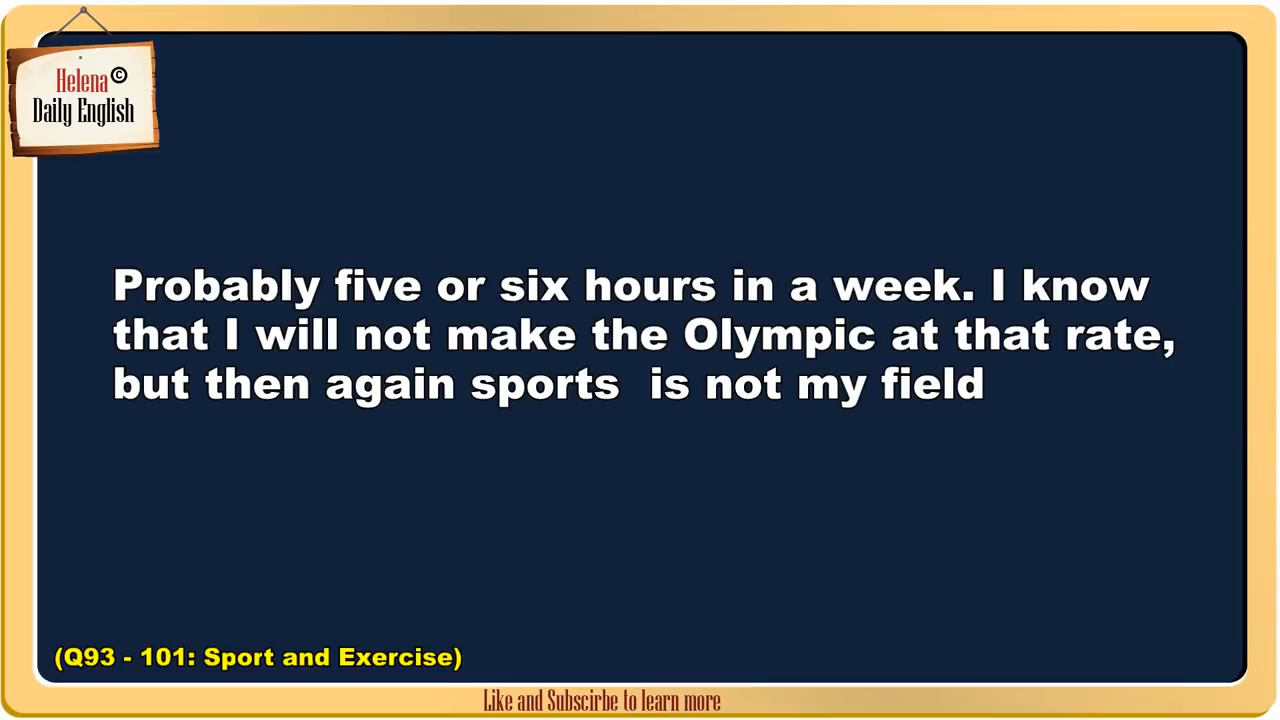 Helena ©
Daily English
Probably five or six hours in a week. I know
that I will not make the Olympic at that rate,
but then again sports  is not my field
(Q93 - 101: Sport and Exercise)
Like and Subscirbe to learn more